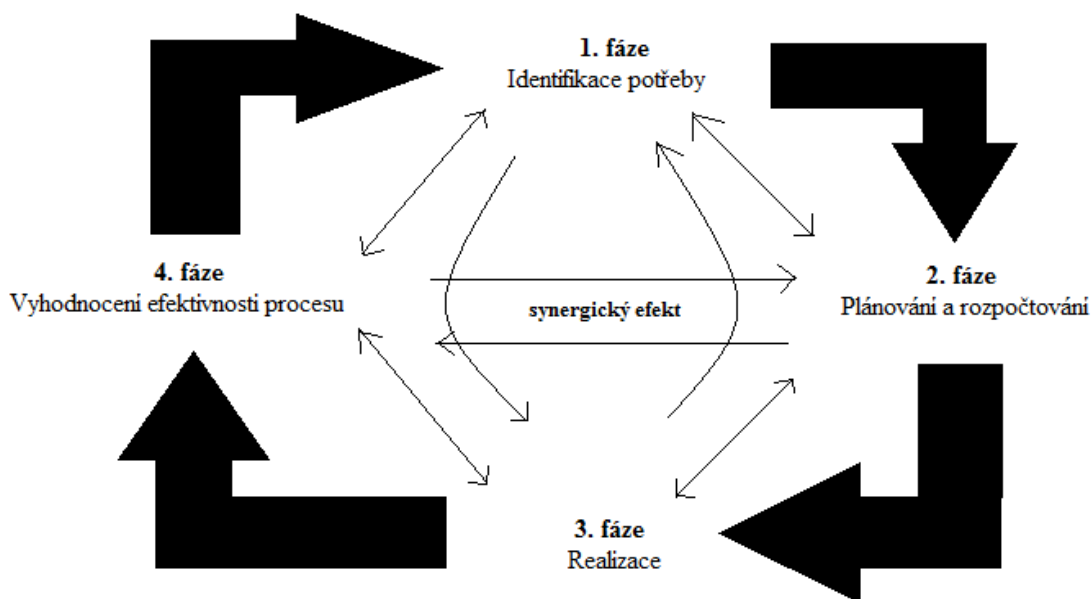 1. fáze
Identifikace potřeby
4. fáze
Vyhodnocení efektivnosti procesu
synergický efekt
2. fáze
Plánování a rozpočtování
3. fáze
Realizace